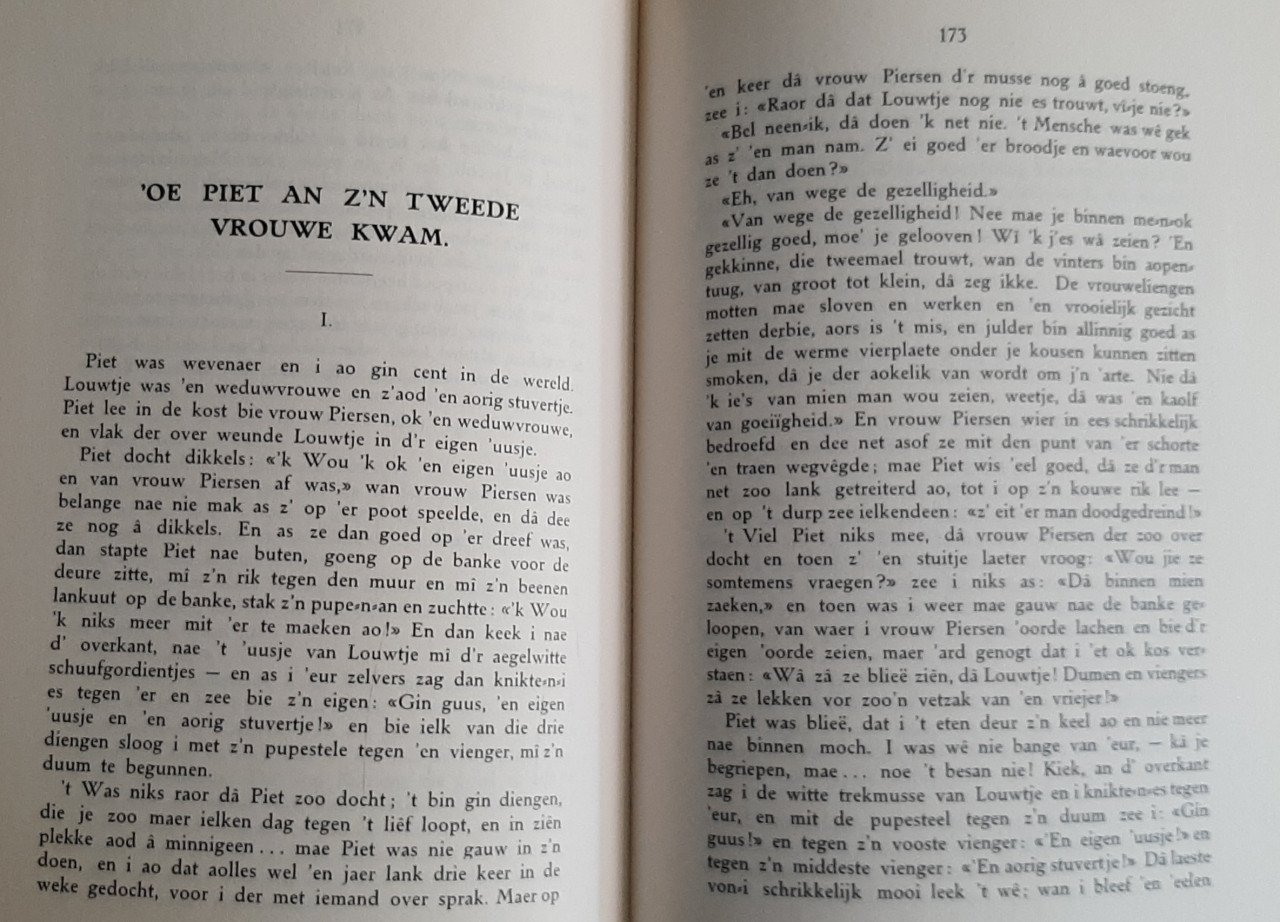 'OE PIET AN Z'N TWEEDE
VROUWE KWAM.
I.
Piet was wevenaer en i ao gin cent in de wereld.
Louwtje was 'en weduwvrouwe en z'aod 'en aorig stuvertje.
Piet lee in de kost bie vrouw Piersen, ok 'en weduwvrouwe,
en vlak der over weunde Louwtje in d'r eigen 'uusje.
Piet docht dikkels: «'k Wou 'k ok 'en eigen 'uusje ao
en van vrouw Piersen af was,» wan vrouw Piersen was
belange nae nie mak as z' op 'er poot speelde, en dâ dee
ze nog â dikkels. En as ze dan goed op 'er dreef was,
dan stapte Piet nae buten, goeng op de banke voor de
deure zitte, mî z'n rik tegen den muur en mî z'n beenen
lankuut op de banke, stak z'n pupe-n-an en zuchtte: «'k Wou
'k niks meer mit 'er te maeken ao!» En dan keek i nae
d' overkant, nae 't 'uusje van Louwtje mî d'r aegelwitte
schuufgordientjes — en as i 'eur zelvers zag dan knikte-n-i
es tegen 'er en zee bie z'n eigen: «Gin guus, 'en eigen
'uusje en 'en aorig stuvertje!» en bie ielk van die drie
diengen sloog i met z'n pupestele tegen 'en vienger, mî z'n
duum te begunnen.
't Was niks raor dâ Piet zoo docht; 't bin gin diengen,
die je zoo maer ielken dag tegen 't liêf loopt, en in ziên
plekke aod â minnigeen... mae Piet was nie gauw in z'n
doen, en i ao dat aolles wel 'en jaer lank drie keer in de
weke gedocht, voor i der met iemand over sprak. Maer op
173
'en keer dâ vrouw Piersen d'r musse nog â goed stoeng,
zee i: «Raor dâ dat Louwtje nog nie es trouwt, vi-je nie?»
«Bel neen-ik, dâ doen 'k net nie. 't Mensche was wê gek
as z' 'en man nam. Z' ei goed 'er broodje en waevoor wou
ze 't dan doen?»
«Eh, van wege de gezelligheid.»
«Van wege de gezelligheid! Nee mae je binnen me-n-ok
gezellig goed, moe' je gelooven! Wî 'k j'es wâ zeien? 'En
gekkinne, die tweemael trouwt, wan de vinters bin aopen-
tuug, van groot tot klein, dâ zeg ikke. De vrouweliengen
motten mae sloven en werken en 'en vrooielijk gezicht
zetten derbie, aors is 't mis, en julder bin allinnig goed as
je mit de werme vierplaete onder je kousen kunnen zitten
smoken, dâ je der aokelik van wordt om j'n 'arte. Nie dâ
'k ie's van mien man wou zeien, weetje, dâ was 'en kaolf
van goeiïgheid.» En vrouw Piersen wier in ees schrikkelijk
bedroefd en dee net asof ze mit den punt van 'er schorte
'en traen wegvêgde; mae Piet wis 'eel goed, dâ ze d'r man
net zoo lank getreiterd ao, tot i op z'n kouwe rik lee —
en op 't durp zee ielkendeen: «z' eit 'er man doodgedreind!»
't Viel Piet niks mee, dâ vrouw Piersen der zoo over
docht en toen z' 'en stuitje laeter vroog: «Wou jie ze
somtemens vraegen?» zee i niks as: «Dâ binnen mien
zaeken,» en toen was i weer mae gauw nae de banke ge-
loopen, van waer i vrouw Piersen 'oorde lachen en bie d'r
eigen 'oorde zeien, maer 'ard genogt dat i 'et ok kos ver-
staen: «Wâ zâ ze blieë ziên, dâ Louwtje! Dumen en viengers
zâ ze lekken vor zoo'n vetzak van 'en vriejer!»
Piet was blieë, dat i 't eten deur z'n keel ao en nie meer
nae binnen moch. I was wê nie bange van 'eur, — kâ je
begriepen, mae... noe 't besan nie! Kiek, an d' overkant
zag i de witte trekmusse van Louwtje en i knikte-n-es tegen
'eur, en mit de pupesteel tegen z'n duum zee i: «Gin
guus!» en tegen z'n vooste vienger: «'En eigen 'uusje!» en
tegen z'n middeste vienger: «'En aorig stuvertje!» Dâ laeste
von-i schrikkelijk mooi leek 't wê; wan i bleef 'en 'eelen